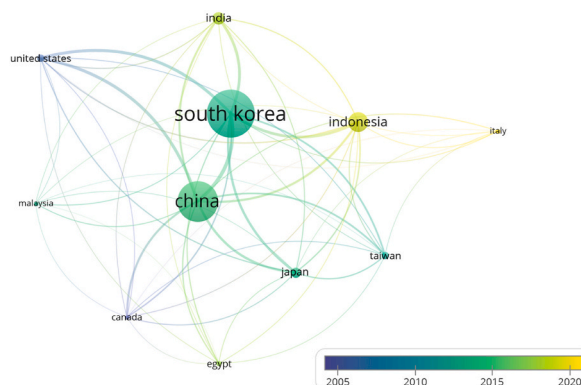 india
united states
south korea
indonesia
italy
china
malaysia
taiwan
japan
canada
egypt
2005 2010 2015 2020